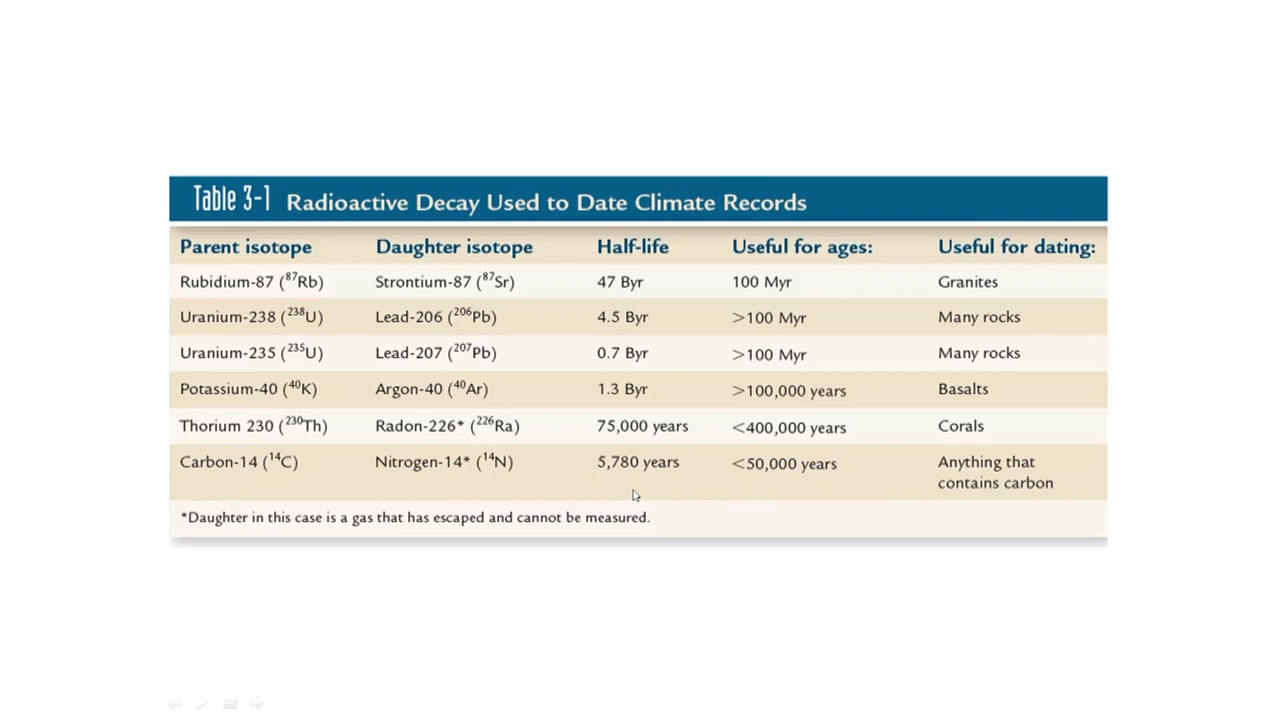 Table 3-1 Radioactive Decay Used to Date Climate Records
Parent isotope Daughter isotope Half-life Useful for ages: Useful for dating:
Rubidium-87 (⁸⁷Rb) Strontium-87 (⁸⁷Sr) 47 Byr 100 Myr Granites
Uranium-238 (²³⁸U) Lead-206 (²⁰⁶Pb) 4.5 Byr >100 Myr Many rocks
Uranium-235 (²³⁵U) Lead-207 (²⁰⁷Pb) 0.7 Byr >100 Myr Many rocks
Potassium-40 (⁴⁰K) Argon-40 (⁴⁰Ar) 1.3 Byr >100,000 years Basalts
Thorium 230 (²³⁰Th) Radon-226* (²²⁶Ra) 75,000 years <400,000 years Corals
Carbon-14 (¹⁴C) Nitrogen-14* (¹⁴N) 5,780 years <50,000 years Anything that
contains carbon
*Daughter in this case is a gas that has escaped and cannot be measured.